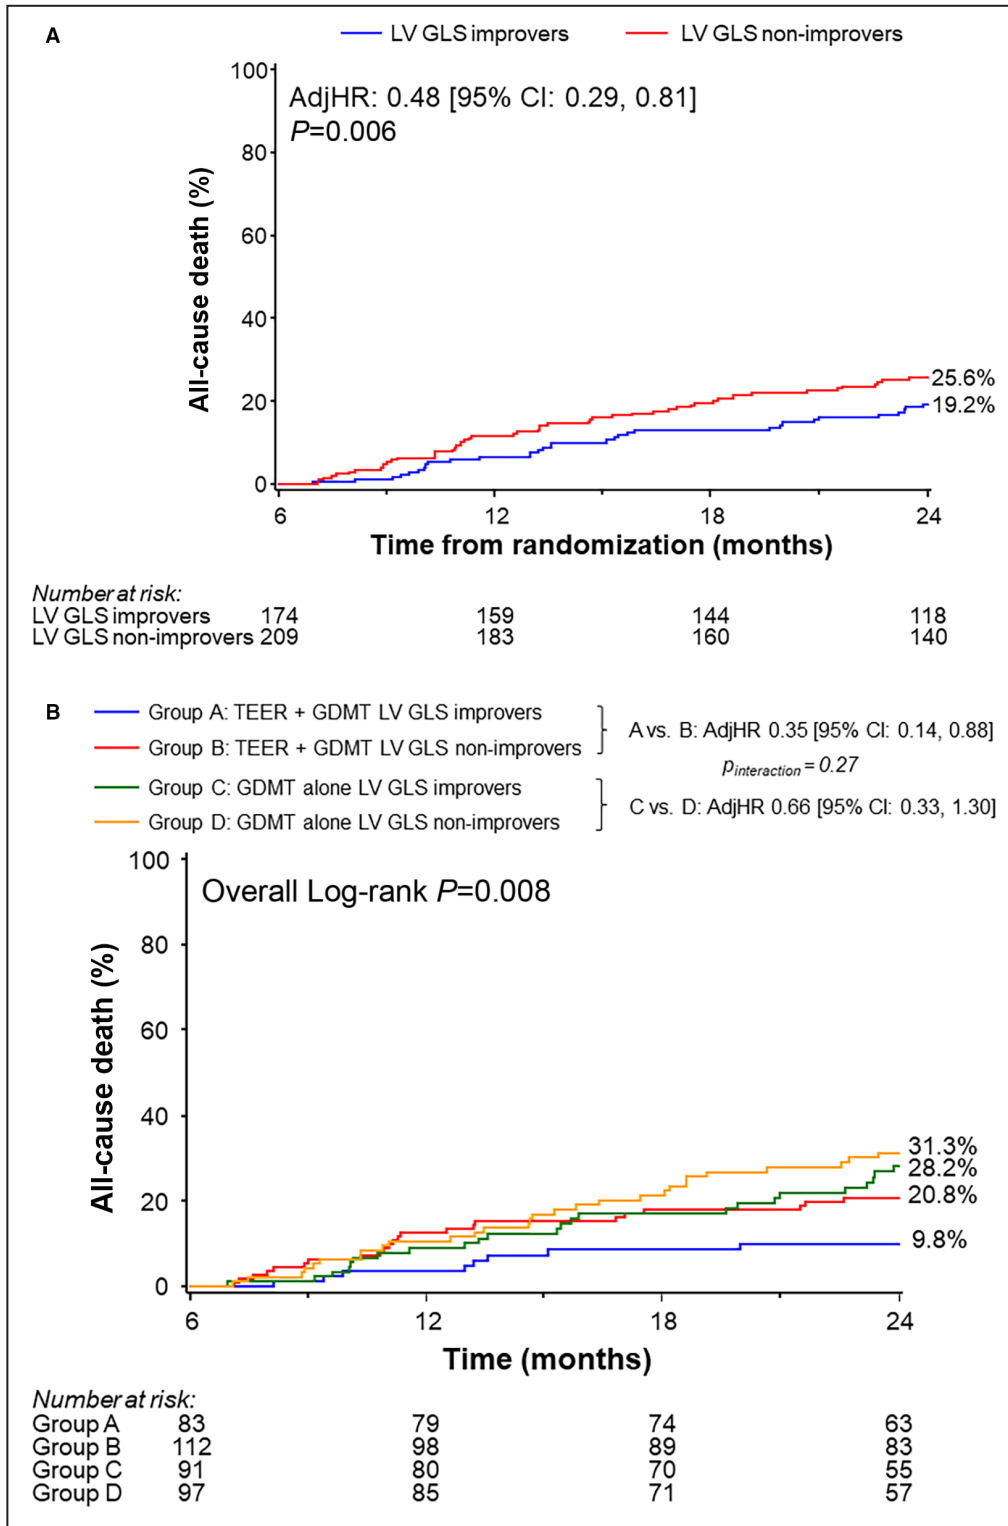 A
LV GLS improvers LV GLS non-improvers
AdjHR: 0.48 [95% CI: 0.29, 0.81]
P=0.006
All-cause death (%)
100
80
60
40
20
0
25.6%
19.2%
6 12 18 24
Time from randomization (months)
Number at risk:
LV GLS improvers 174 159 144 118
LV GLS non-improvers 209 183 160 140
B
Group A: TEER + GDMT LV GLS improvers
Group B: TEER + GDMT LV GLS non-improvers
A vs. B: AdjHR 0.35 [95% CI: 0.14, 0.88]
pinteraction = 0.27
Group C: GDMT alone LV GLS improvers
Group D: GDMT alone LV GLS non-improvers
C vs. D: AdjHR 0.66 [95% CI: 0.33, 1.30]
Overall Log-rank P=0.008
All-cause death (%)
100
80
60
40
20
0
31.3%
28.2%
20.8%
9.8%
6 12 18 24
Time (months)
Number at risk:
Group A 83 79 74 63
Group B 112 98 89 83
Group C 91 80 70 55
Group D 97 85 71 57